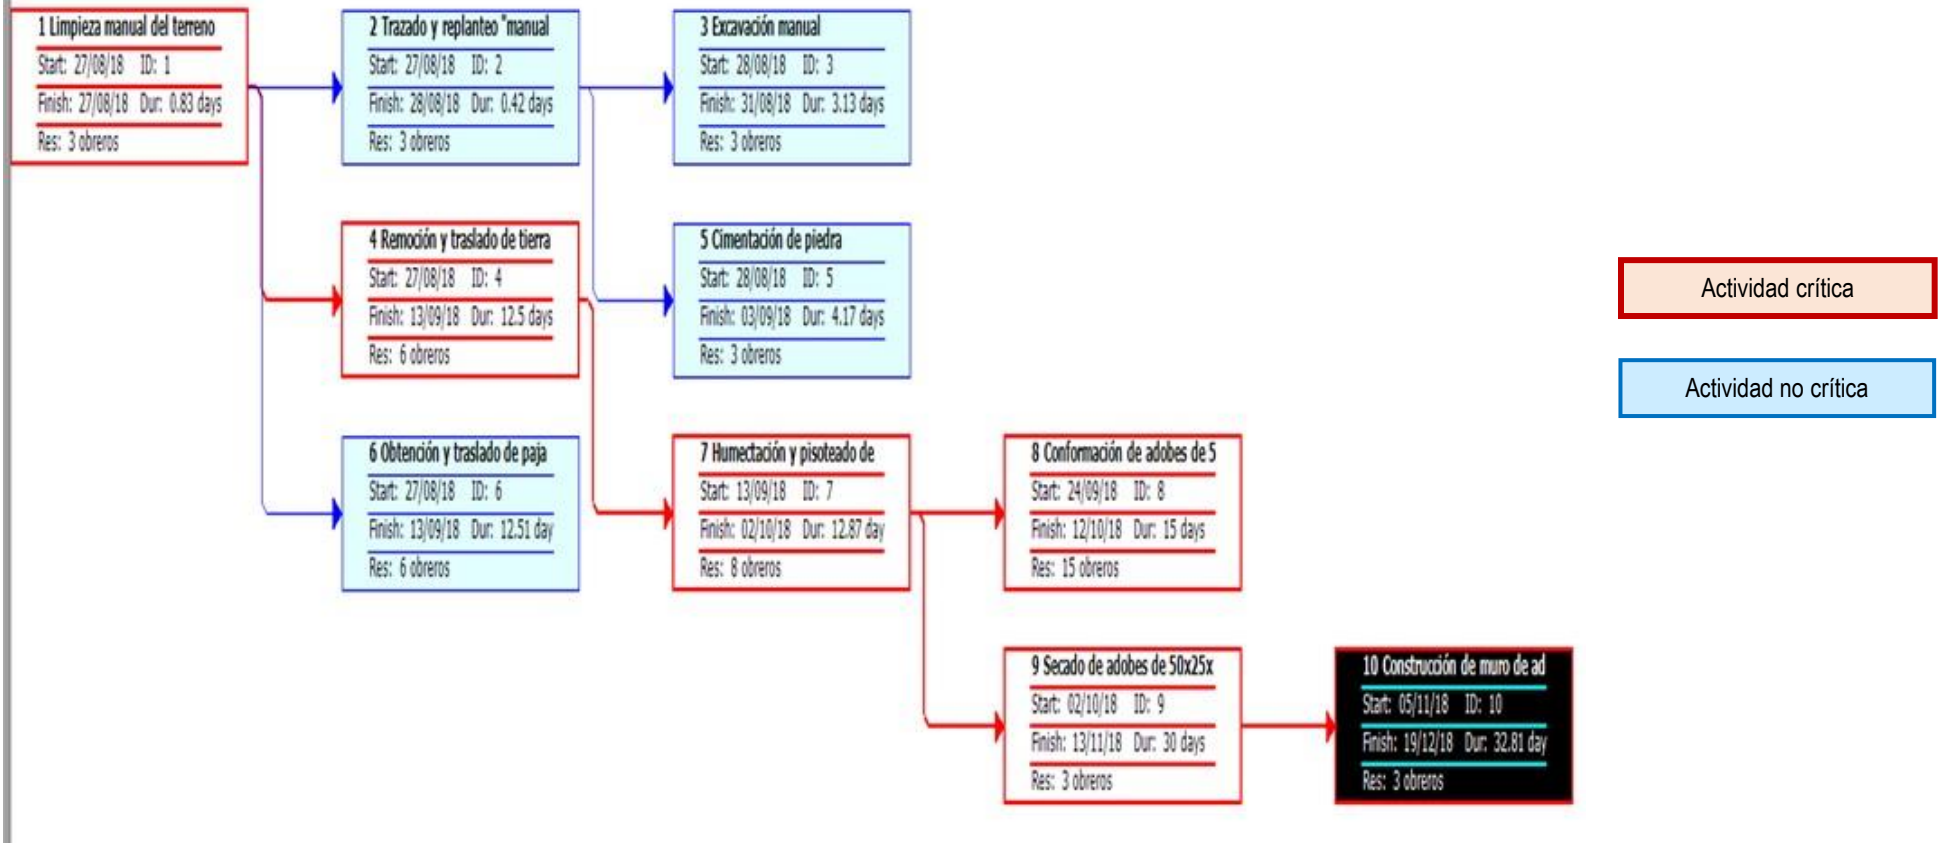 1 Limpieza manual del terreno
Start: 27/08/18 ID: 1
Finish: 27/08/18 Dur: 0.83 days
Res: 3 obreros
2 Trazado y replanteo "manual
Start: 27/08/18 ID: 2
Finish: 28/08/18 Dur: 0.42 days
Res: 3 obreros
3 Excavación manual
Start: 28/08/18 ID: 3
Finish: 31/08/18 Dur: 3.13 days
Res: 3 obreros
4 Remoción y traslado de tierra
Start: 27/08/18 ID: 4
Finish: 13/09/18 Dur: 12.5 days
Res: 6 obreros
5 Cimentación de piedra
Start: 28/08/18 ID: 5
Finish: 03/09/18 Dur: 4.17 days
Res: 3 obreros
Actividad crítica
Actividad no crítica
6 Obtención y traslado de paja
Start: 27/08/18 ID: 6
Finish: 13/09/18 Dur: 12.51 day
Res: 6 obreros
7 Humectación y pisoteado de
Start: 13/09/18 ID: 7
Finish: 02/10/18 Dur: 12.87 day
Res: 8 obreros
8 Conformación de adobes de 5
Start: 24/09/18 ID: 8
Finish: 12/10/18 Dur: 15 days
Res: 15 obreros
9 Secado de adobes de 50x25x
Start: 02/10/18 ID: 9
Finish: 13/11/18 Dur: 30 days
Res: 3 obreros
10 Construcción de muro de ad
Start: 05/11/18 ID: 10
Finish: 19/12/18 Dur: 32.81 day
Res: 3 obreros